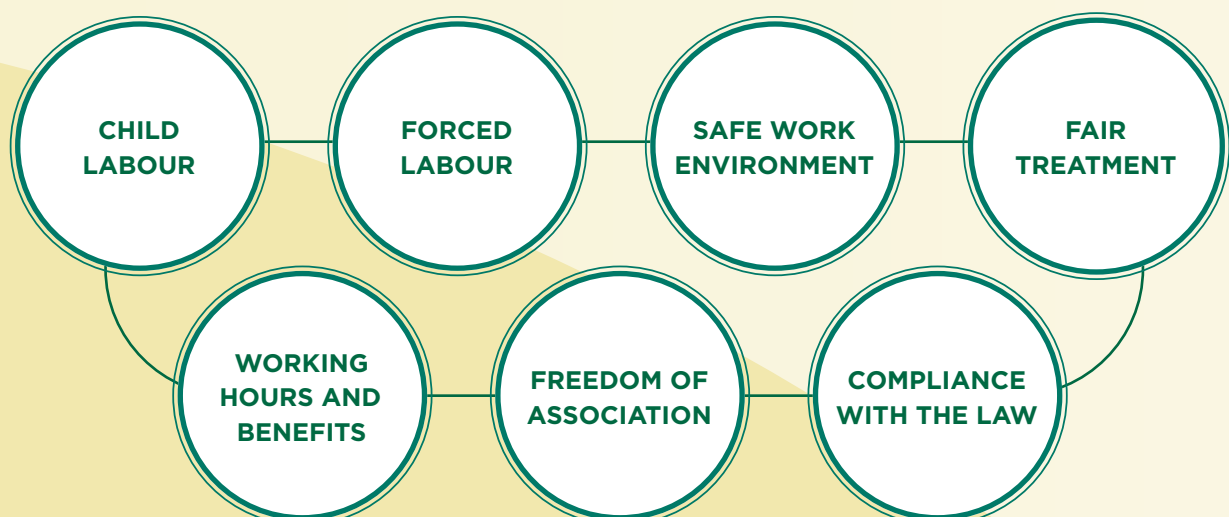 CHILD
LABOUR
FORCED
LABOUR
SAFE WORK
ENVIRONMENT
FAIR
TREATMENT
WORKING
HOURS AND
BENEFITS
FREEDOM OF
ASSOCIATION
COMPLIANCE
WITH THE LAW